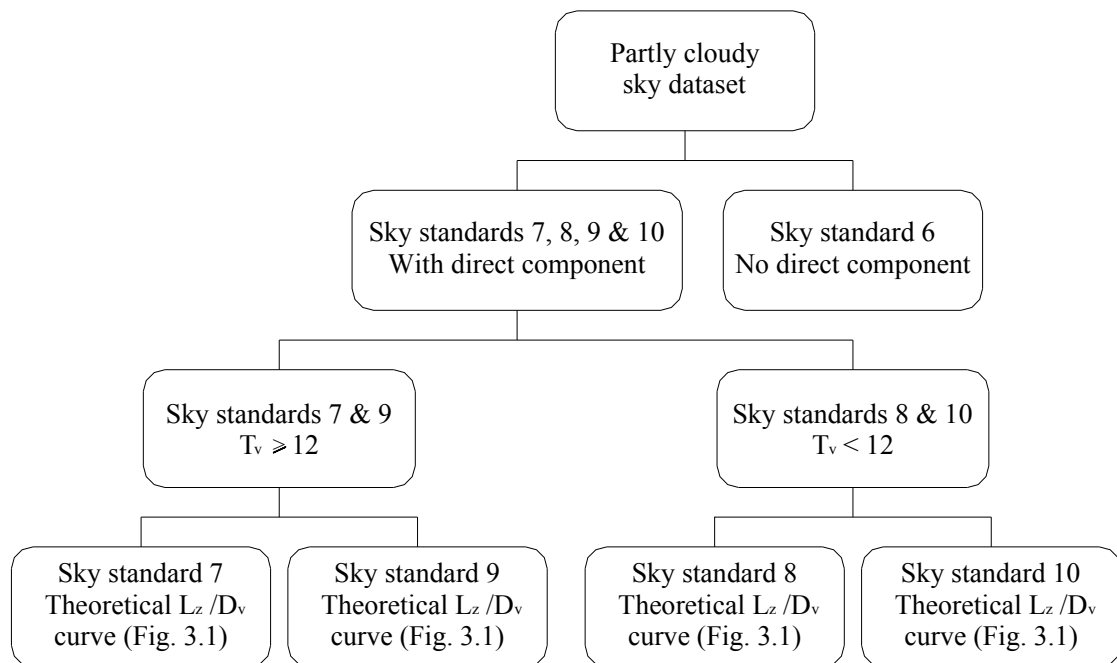 Partly cloudy
sky dataset
Sky standards 7, 8, 9 & 10
With direct component
Sky standard 6
No direct component
Sky standards 7 & 9
Tv ⩾ 12
Sky standards 8 & 10
Tv < 12
Sky standard 7
Theoretical Lz /Dv
curve (Fig. 3.1)
Sky standard 9
Theoretical Lz /Dv
curve (Fig. 3.1)
Sky standard 8
Theoretical Lz /Dv
curve (Fig. 3.1)
Sky standard 10
Theoretical Lz /Dv
curve (Fig. 3.1)